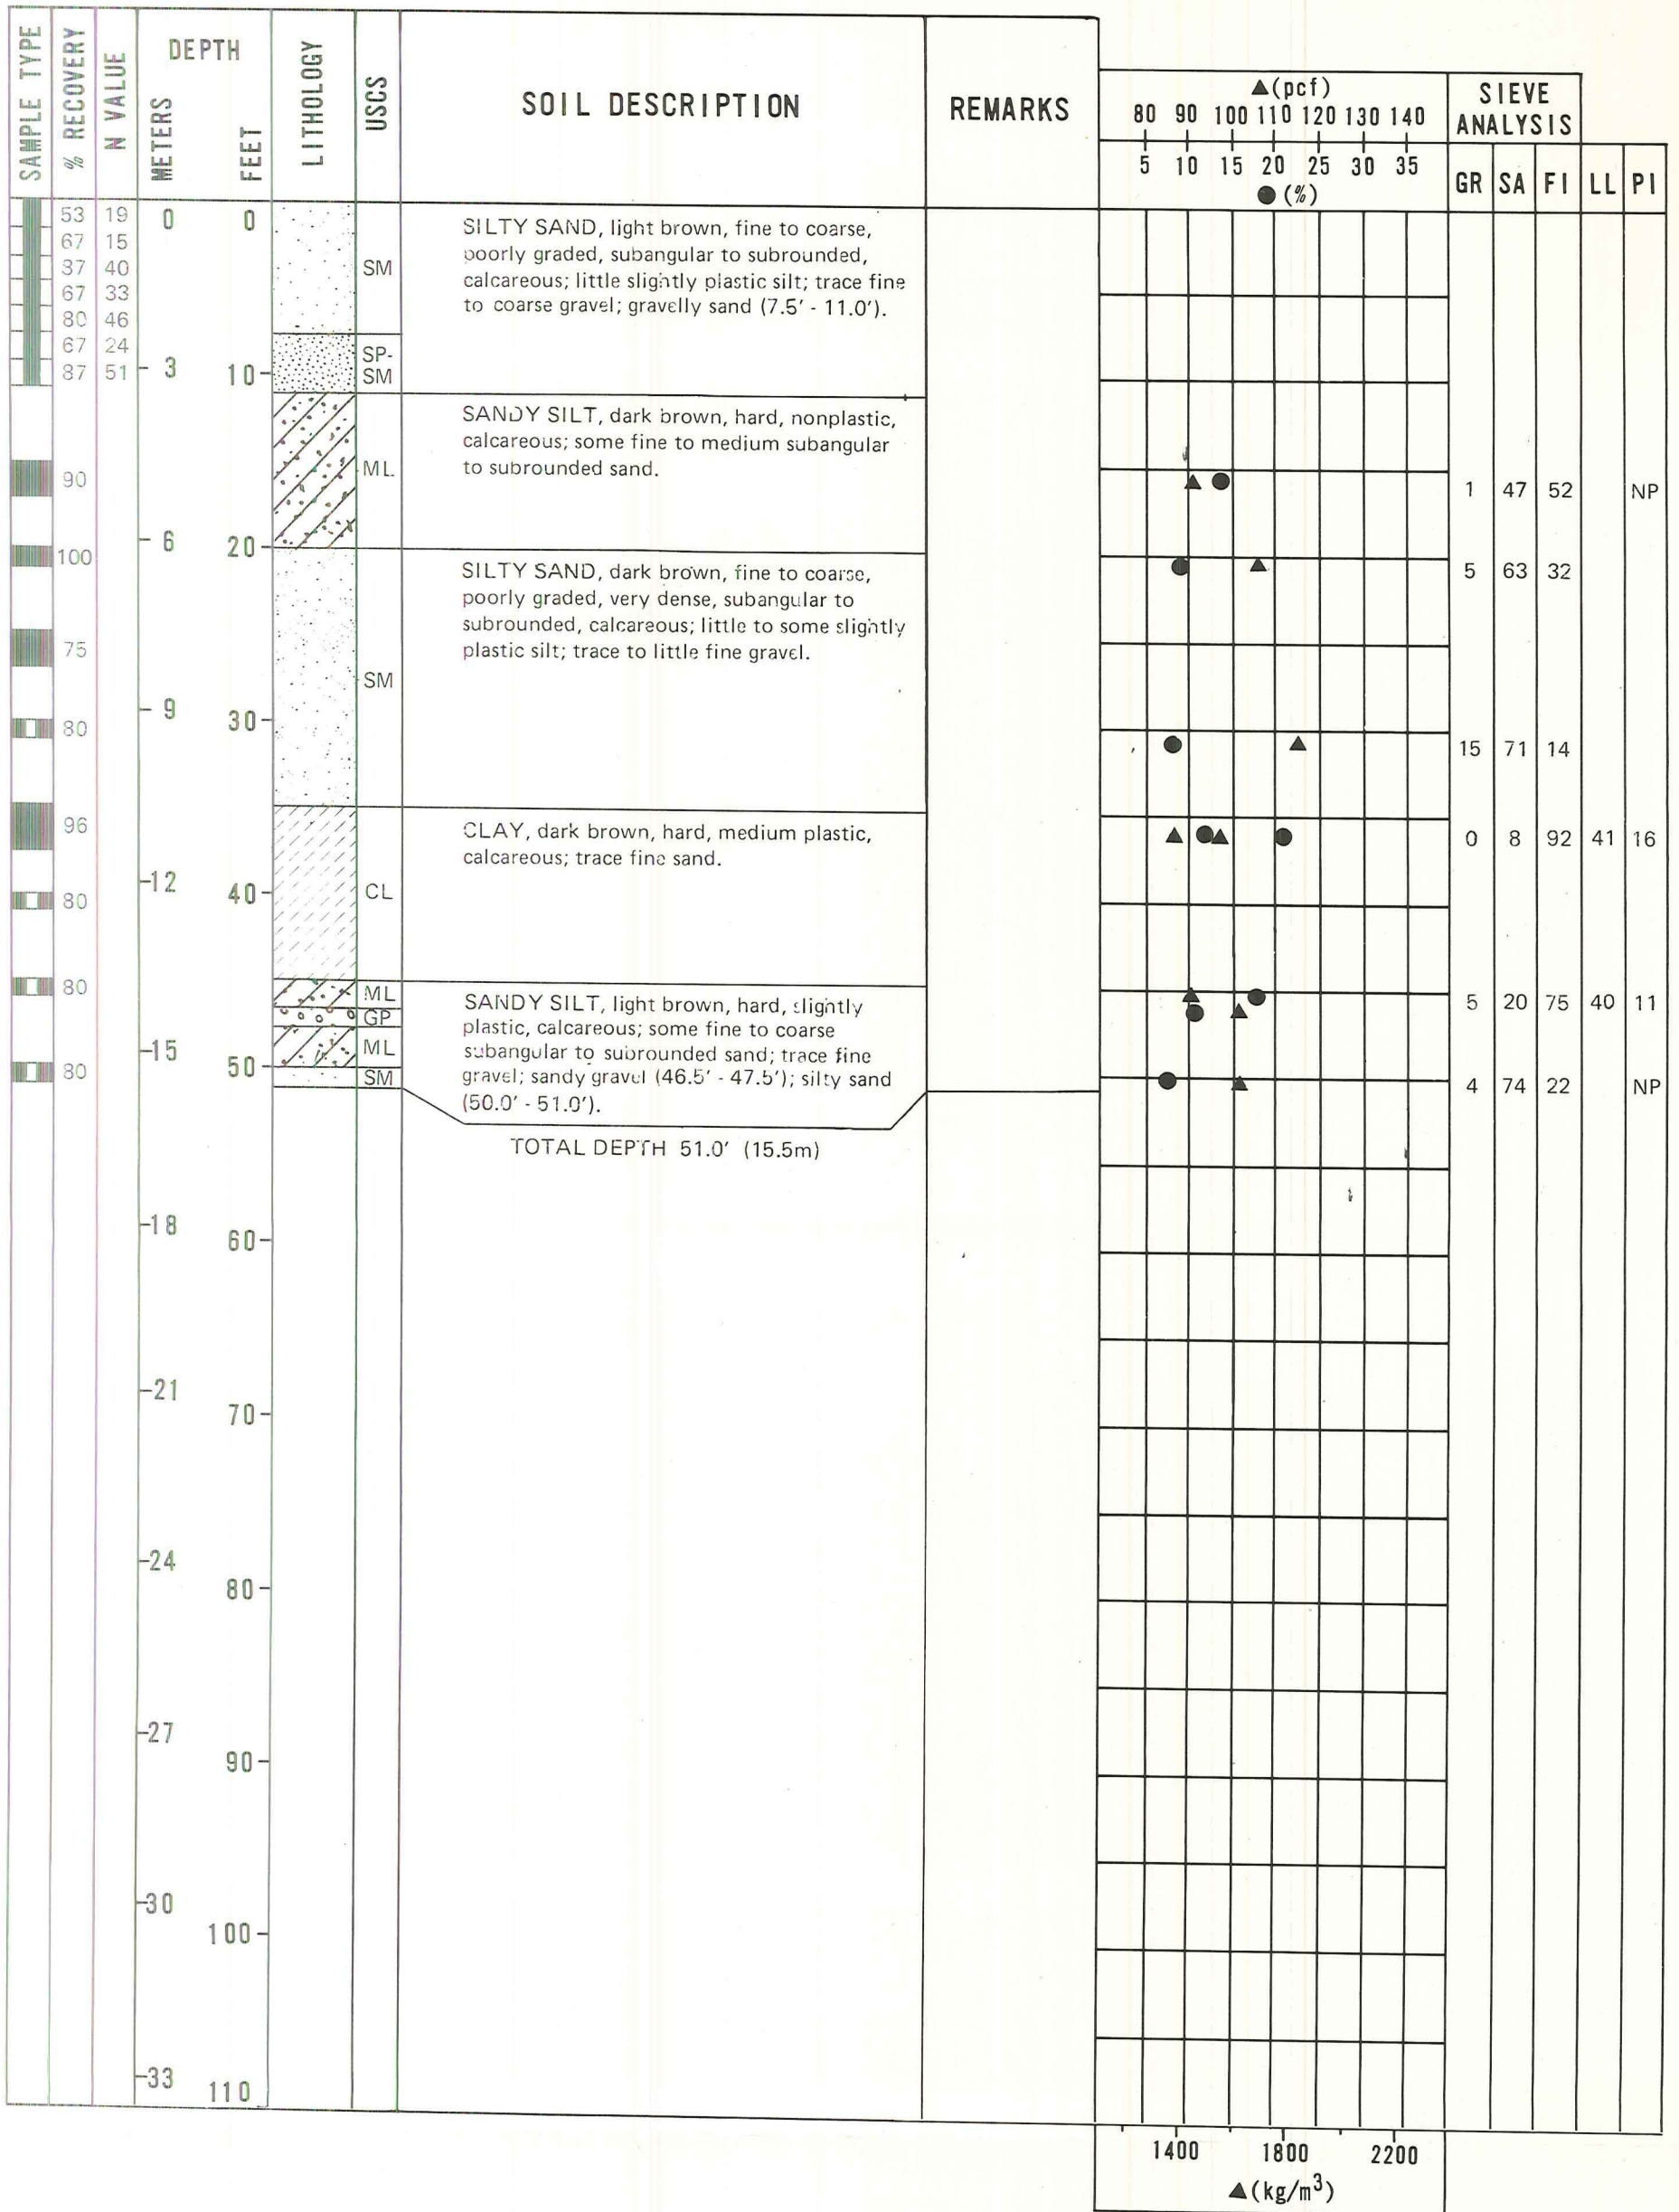 SAMPLE TYPE
% RECOVERY
N VALUE
DEPTH
METERS
FEET
LITHOLOGY
USCS
SOIL DESCRIPTION
REMARKS
▲(pcf)
80 90 100 110 120 130 140
5 10 15 20 25 30 35
●(%)
SIEVE
ANALYSIS
GR SA FI LL PI
53 19
67 15
37 40
67 33
80 46
67 24
87 51
90
100
75
80
96
80
80
80
0
3
6
9
12
15
18
21
24
27
30
33
0
10
20
30
40
50
60
70
80
90
100
110
SM
SP-
SM
ML
SM
CL
ML
GP
ML
SM
SILTY SAND, light brown, fine to coarse,
poorly graded, subangular to subrounded,
calcareous; little slightly plastic silt; trace fine
to coarse gravel; gravelly sand (7.5' - 11.0').
SANDY SILT, dark brown, hard, nonplastic,
calcareous; some fine to medium subangular
to subrounded sand.
SILTY SAND, dark brown, fine to coarse,
poorly graded, very dense, subangular to
subrounded, calcareous; little to some slightly
plastic silt; trace to little fine gravel.
CLAY, dark brown, hard, medium plastic,
calcareous; trace fine sand.
SANDY SILT, light brown, hard, slightly
plastic, calcareous; some fine to coarse
subangular to subrounded sand; trace fine
gravel; sandy gravel (46.5' - 47.5'); silty sand
(50.0' - 51.0').
TOTAL DEPTH 51.0' (15.5m)
1 47 52 NP
5 63 32
15 71 14
0 8 92 41 16
5 20 75 40 11
4 74 22 NP
1400 1800 2200
▲(kg/m³)